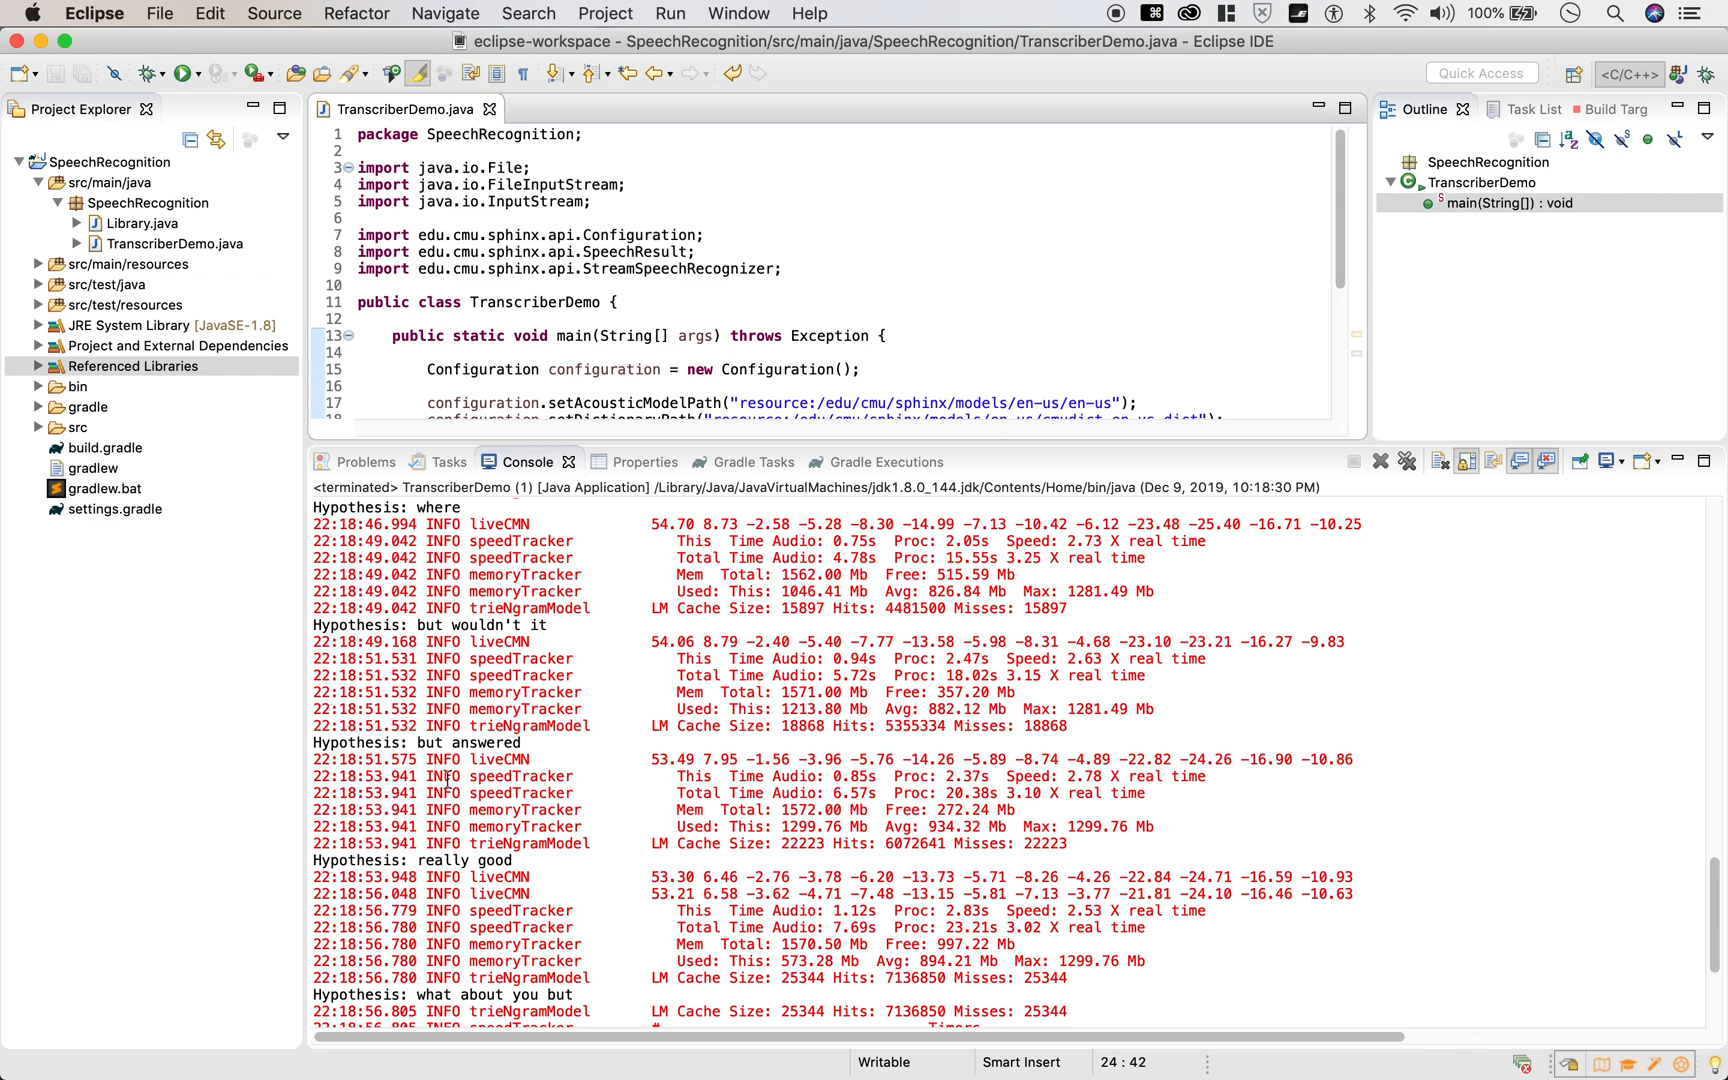 Eclipse File Edit Source Refactor Navigate Search Project Run Window Help 100%
eclipse-workspace - SpeechRecognition/src/main/java/SpeechRecognition/TranscriberDemo.java - Eclipse IDE
Quick Access <C/C++>
Project Explorer
SpeechRecognition
src/main/java
SpeechRecognition
Library.java
TranscriberDemo.java
src/main/resources
src/test/java
src/test/resources
JRE System Library [JavaSE-1.8]
Project and External Dependencies
Referenced Libraries
bin
gradle
src
build.gradle
gradlew
gradlew.bat
settings.gradle
TranscriberDemo.java
1 package SpeechRecognition;
2
3 import java.io.File;
4 import java.io.FileInputStream;
5 import java.io.InputStream;
6
7 import edu.cmu.sphinx.api.Configuration;
8 import edu.cmu.sphinx.api.SpeechResult;
9 import edu.cmu.sphinx.api.StreamSpeechRecognizer;
10
11 public class TranscriberDemo {
12
13 public static void main(String[] args) throws Exception {
14
15 Configuration configuration = new Configuration();
16
17 configuration.setAcousticModelPath("resource:/edu/cmu/sphinx/models/en-us/en-us");
18 configuration.setDictionaryPath("resource:/edu/cmu/sphinx/models/en-us/cmudict-en-us.dict");
Outline Task List Build Targ
SpeechRecognition
TranscriberDemo
main(String[]) : void
Problems Tasks Console Properties Gradle Tasks Gradle Executions
<terminated> TranscriberDemo (1) [Java Application] /Library/Java/JavaVirtualMachines/jdk1.8.0_144.jdk/Contents/Home/bin/java (Dec 9, 2019, 10:18:30 PM)
Hypothesis: where
22:18:46.994 INFO liveCMN 54.70 8.73 -2.58 -5.28 -8.30 -14.99 -7.13 -10.42 -6.12 -23.48 -25.40 -16.71 -10.25
22:18:49.042 INFO speedTracker This Time Audio: 0.75s Proc: 2.05s Speed: 2.73 X real time
22:18:49.042 INFO speedTracker Total Time Audio: 4.78s Proc: 15.55s 3.25 X real time
22:18:49.042 INFO memoryTracker Mem Total: 1562.00 Mb Free: 515.59 Mb
22:18:49.042 INFO memoryTracker Used: This: 1046.41 Mb Avg: 826.84 Mb Max: 1281.49 Mb
22:18:49.042 INFO trieNgramModel LM Cache Size: 15897 Hits: 4481500 Misses: 15897
Hypothesis: but wouldn't it
22:18:49.168 INFO liveCMN 54.06 8.79 -2.40 -5.40 -7.77 -13.58 -5.98 -8.31 -4.68 -23.10 -23.21 -16.27 -9.83
22:18:51.531 INFO speedTracker This Time Audio: 0.94s Proc: 2.47s Speed: 2.63 X real time
22:18:51.532 INFO speedTracker Total Time Audio: 5.72s Proc: 18.02s 3.15 X real time
22:18:51.532 INFO memoryTracker Mem Total: 1571.00 Mb Free: 357.20 Mb
22:18:51.532 INFO memoryTracker Used: This: 1213.80 Mb Avg: 882.12 Mb Max: 1281.49 Mb
22:18:51.532 INFO trieNgramModel LM Cache Size: 18868 Hits: 5355334 Misses: 18868
Hypothesis: but answered
22:18:51.575 INFO liveCMN 53.49 7.95 -1.56 -3.96 -5.76 -14.26 -5.89 -8.74 -4.89 -22.82 -24.26 -16.90 -10.86
22:18:53.941 INFO speedTracker This Time Audio: 0.85s Proc: 2.37s Speed: 2.78 X real time
22:18:53.941 INFO speedTracker Total Time Audio: 6.57s Proc: 20.38s 3.10 X real time
22:18:53.941 INFO memoryTracker Mem Total: 1572.00 Mb Free: 272.24 Mb
22:18:53.941 INFO memoryTracker Used: This: 1299.76 Mb Avg: 934.32 Mb Max: 1299.76 Mb
22:18:53.941 INFO trieNgramModel LM Cache Size: 22223 Hits: 6072641 Misses: 22223
Hypothesis: really good
22:18:53.948 INFO liveCMN 53.30 6.46 -2.76 -3.78 -6.20 -13.73 -5.71 -8.26 -4.26 -22.84 -24.71 -16.59 -10.93
22:18:56.048 INFO liveCMN 53.21 6.58 -3.62 -4.71 -7.48 -13.15 -5.81 -7.13 -3.77 -21.81 -24.10 -16.46 -10.63
22:18:56.779 INFO speedTracker This Time Audio: 1.12s Proc: 2.83s Speed: 2.53 X real time
22:18:56.780 INFO speedTracker Total Time Audio: 7.69s Proc: 23.21s 3.02 X real time
22:18:56.780 INFO memoryTracker Mem Total: 1570.50 Mb Free: 997.22 Mb
22:18:56.780 INFO memoryTracker Used: This: 573.28 Mb Avg: 894.21 Mb Max: 1299.76 Mb
22:18:56.780 INFO trieNgramModel LM Cache Size: 25344 Hits: 7136850 Misses: 25344
Hypothesis: what about you but
22:18:56.805 INFO trieNgramModel LM Cache Size: 25344 Hits: 7136850 Misses: 25344
22:18:56.805 INFO speedTracker # Timers
Writable Smart Insert 24 : 42